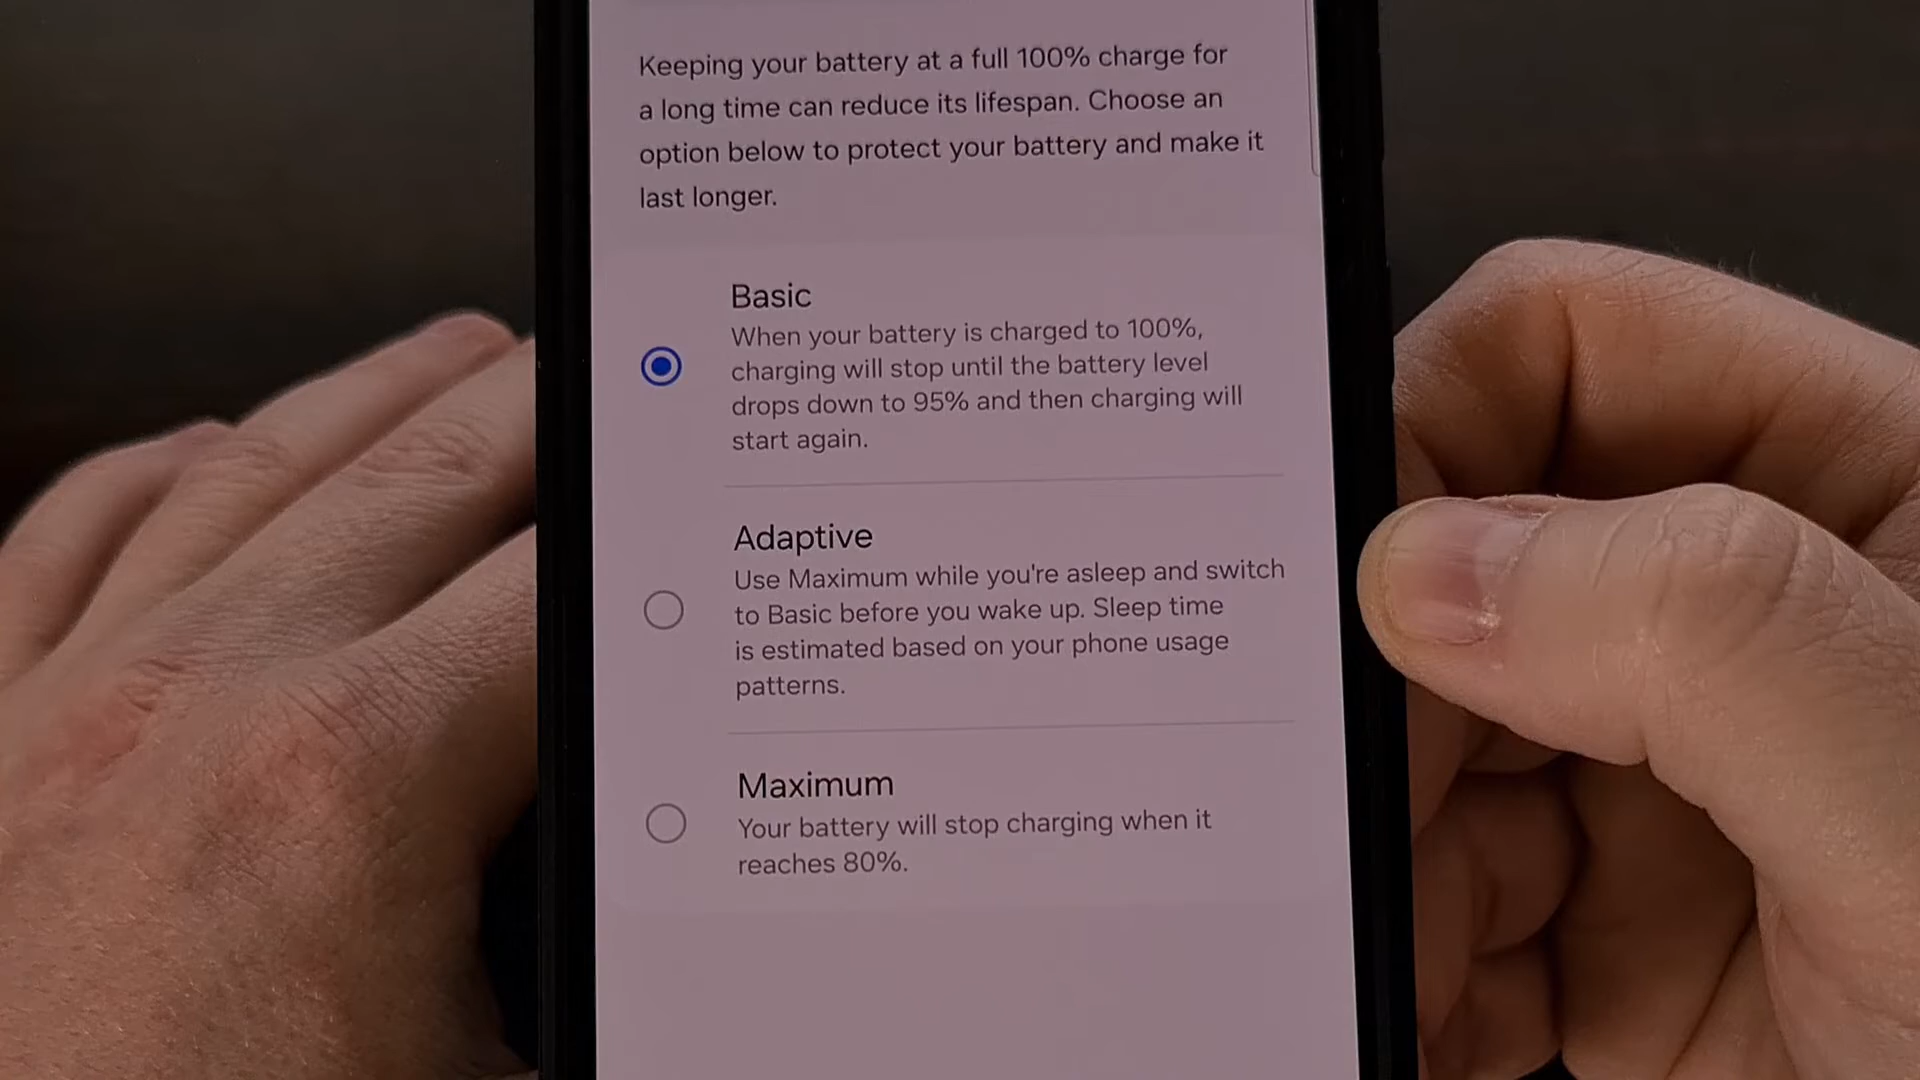 Keeping your battery at a full 100% charge for
a long time can reduce its lifespan. Choose an
option below to protect your battery and make it
last longer.
Basic
When your battery is charged to 100%,
charging will stop until the battery level
drops down to 95% and then charging will
start again.
Adaptive
Use Maximum while you're asleep and switch
to Basic before you wake up. Sleep time
is estimated based on your phone usage
patterns.
Maximum
Your battery will stop charging when it
reaches 80%.